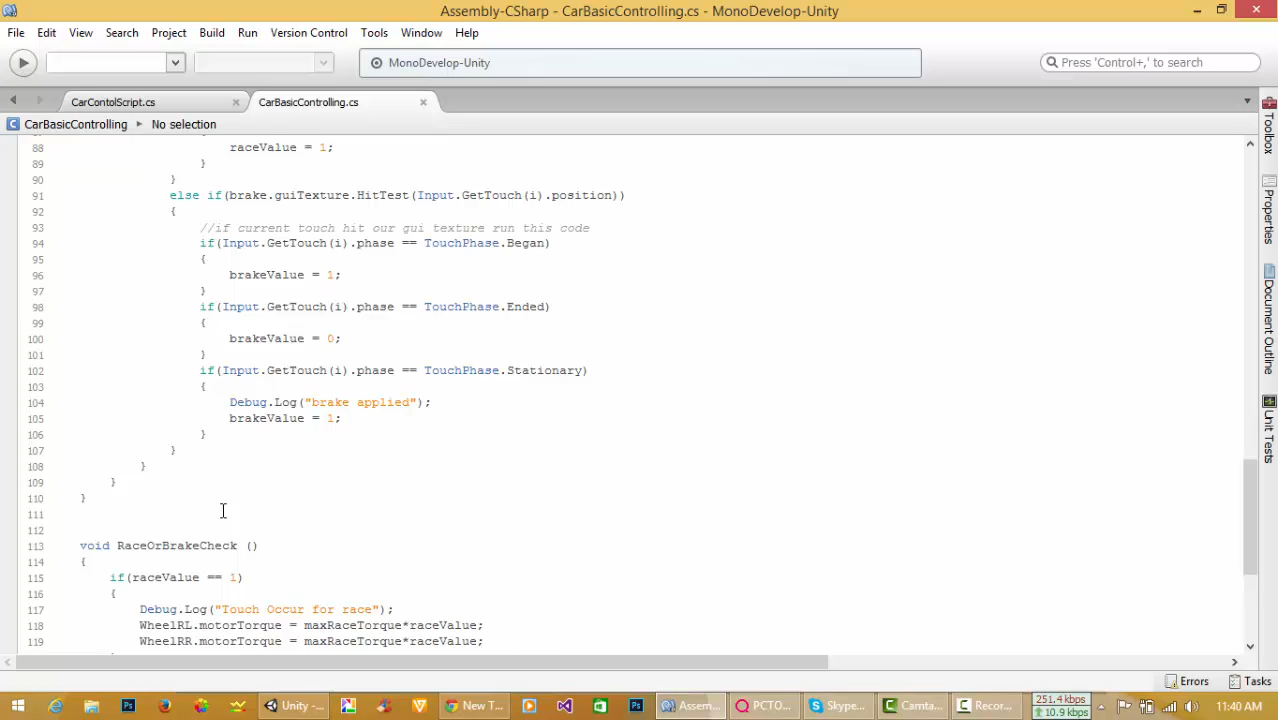 Assembly-CSharp - CarBasicControlling.cs - MonoDevelop-Unity
File Edit View Search Project Build Run Version Control Tools Window Help
MonoDevelop-Unity
Press 'Control+,' to search
CarContolScript.cs
CarBasicControlling.cs
CarBasicControlling No selection
88 raceValue = 1;
89 }
90 }
91 else if(brake.guiTexture.HitTest(Input.GetTouch(i).position))
92 {
93 //if current touch hit our gui texture run this code
94 if(Input.GetTouch(i).phase == TouchPhase.Began)
95 {
96 brakeValue = 1;
97 }
98 if(Input.GetTouch(i).phase == TouchPhase.Ended)
99 {
100 brakeValue = 0;
101 }
102 if(Input.GetTouch(i).phase == TouchPhase.Stationary)
103 {
104 Debug.Log("brake applied");
105 brakeValue = 1;
106 }
107 }
108 }
109 }
110 }
111
112
113 void RaceOrBrakeCheck ()
114 {
115 if(raceValue == 1)
116 {
117 Debug.Log("Touch Occur for race");
118 WheelRL.motorTorque = maxRaceTorque*raceValue;
119 WheelRR.motorTorque = maxRaceTorque*raceValue;
Toolbox
Properties
Document Outline
Unit Tests
Errors Tasks
Unity -... New T... Assem... PCTO... Skype... Camta... Recor...
251.4 kbps
10.9 kbps
11:40 AM